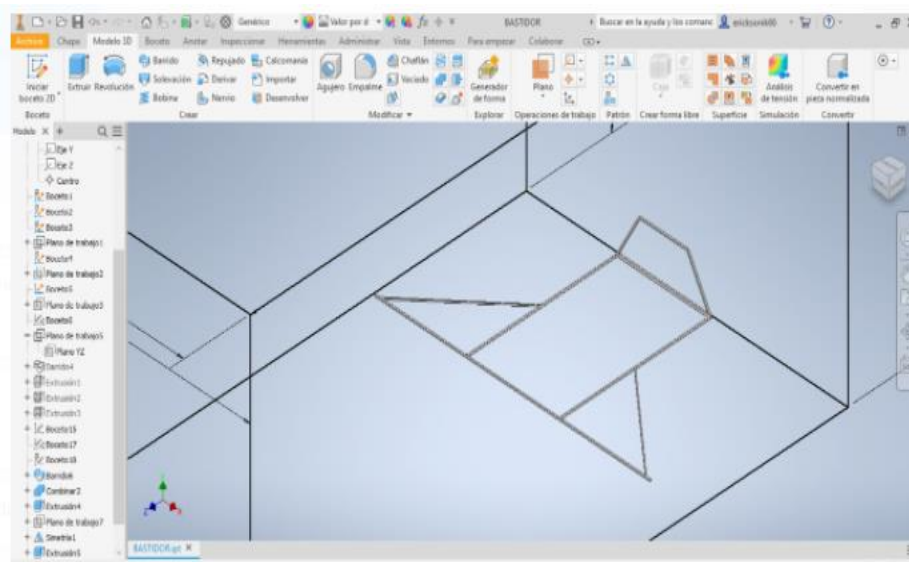 Genérico
Valor por d
BASTIDOR
Buscar en la ayuda y los comanc
Archivo Chapa Modelo 3D Boceto Anotar Inspeccionar Herramientas Administrar Vista Entornos Para empezar Colaborar
Iniciar boceto 2D
Extruir Revolución
Barrido Repujado Calcomanía
Solevación Derivar Importar
Bobina Nervio Desenvolver
Agujero Empalme
Chaflán
Vaciado
Generador de forma
Plano
Caja
Análisis de tensión
Convertir en pieza normalizada
Boceto Crear Modificar Explorar Operaciones de trabajo Patrón Crear forma libre Superficie Simulación Convertir
Modelo
Eje Y
Eje Z
Centro
Boceto1
Boceto2
Boceto3
Plano de trabajo1
Boceto4
Plano de trabajo2
Boceto5
Plano de trabajo3
Boceto6
Plano de trabajo5
Plano YZ
Barrido4
Extrusión1
Extrusión2
Extrusión3
Boceto15
Boceto17
Boceto18
Barrido6
Combinar2
Extrusión4
Plano de trabajo7
Simetría1
Extrusión5
BASTIDOR.ipt